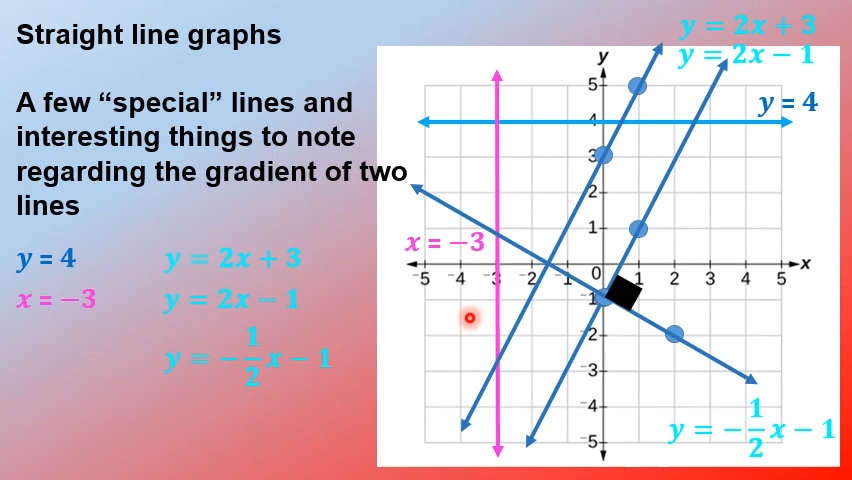 Straight line graphs
A few “special” lines and
interesting things to note
regarding the gradient of two
lines
y = 4
y = 2x + 3
x = −3
y = 2x − 1
y = −1/2 x − 1
y = 2x + 3
y = 2x − 1
y
y = 4
5
4
3
2
1
x = −3
x
-5 -4 -3 -2 -1 0 1 2 3 4 5
-1
-2
-3
-4
-5
y = −1/2 x − 1